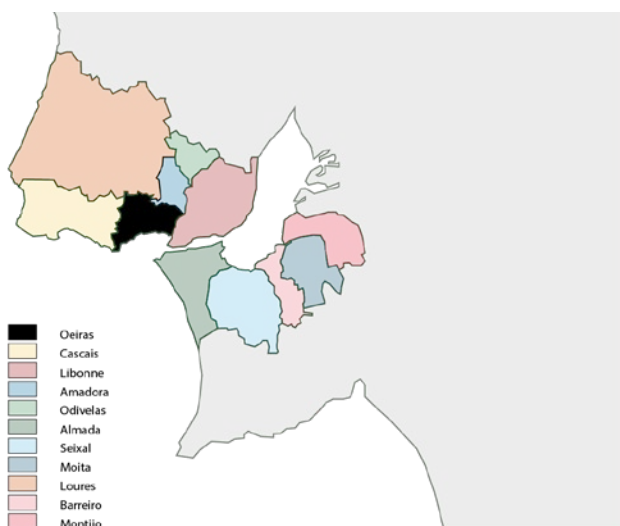 Oeiras
Cascais
Libonne
Amadora
Odivelas
Almada
Seixal
Moita
Loures
Barreiro
Montijo